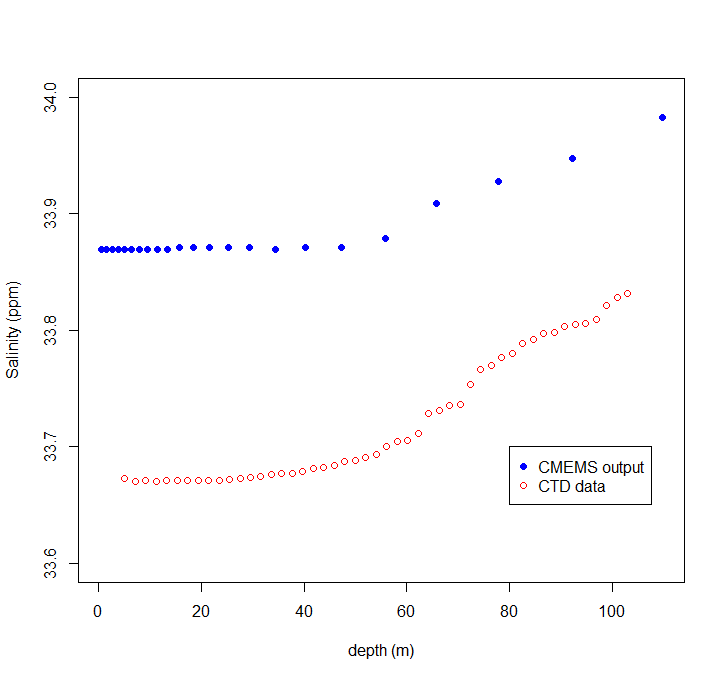 34.0
33.9
33.8
33.7
33.6
Salinity (ppm)
CMEMS output
CTD data
0 20 40 60 80 100
depth (m)